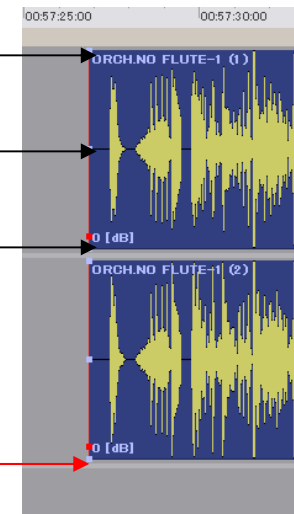 00:57:25:00 00:57:30:00
ORCH.NO FLUTE-1 (1)
0 [dB]
ORCH.NO FLUTE-1 (2)
0 [dB]